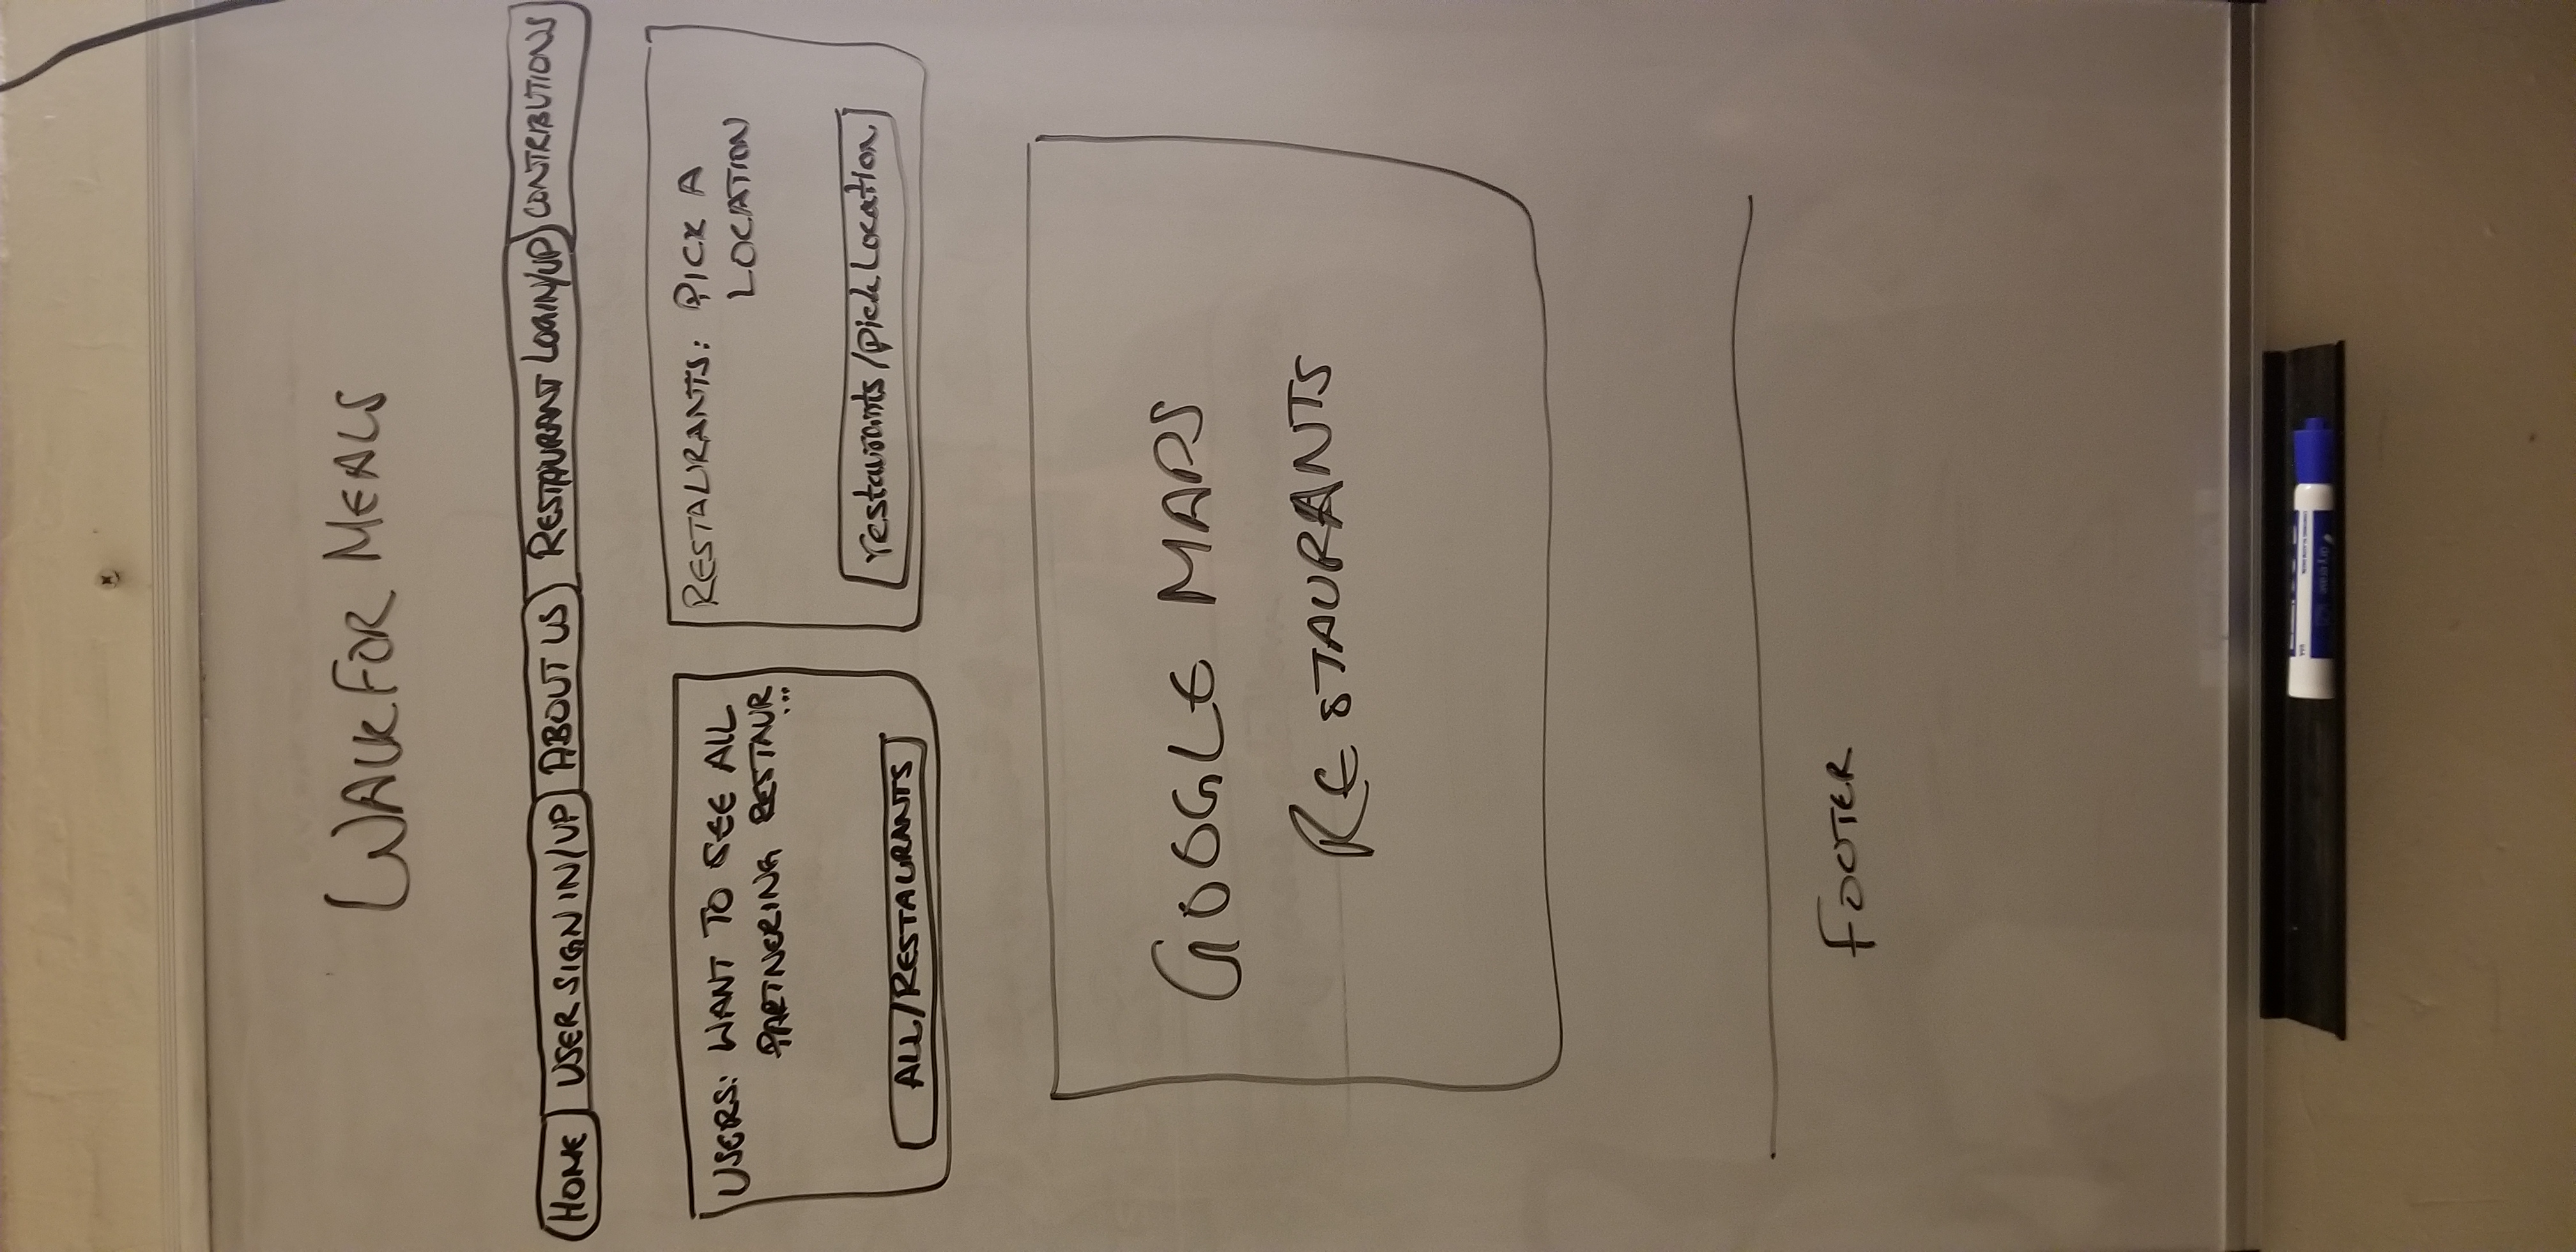 WALK FOR MEALS
HOME USER SIGN IN/UP ABOUT US RESTAURANT LOGIN/UP CONTRIBUTIONS
USERS: WANT TO SEE ALL
PARTNERING RESTAUR
...
ALL/RESTAURANTS
RESTAURANTS: PICK A
LOCATION
restaurants/pick Location
GOOGLE MAPS
RESTAURANTS
FOOTER